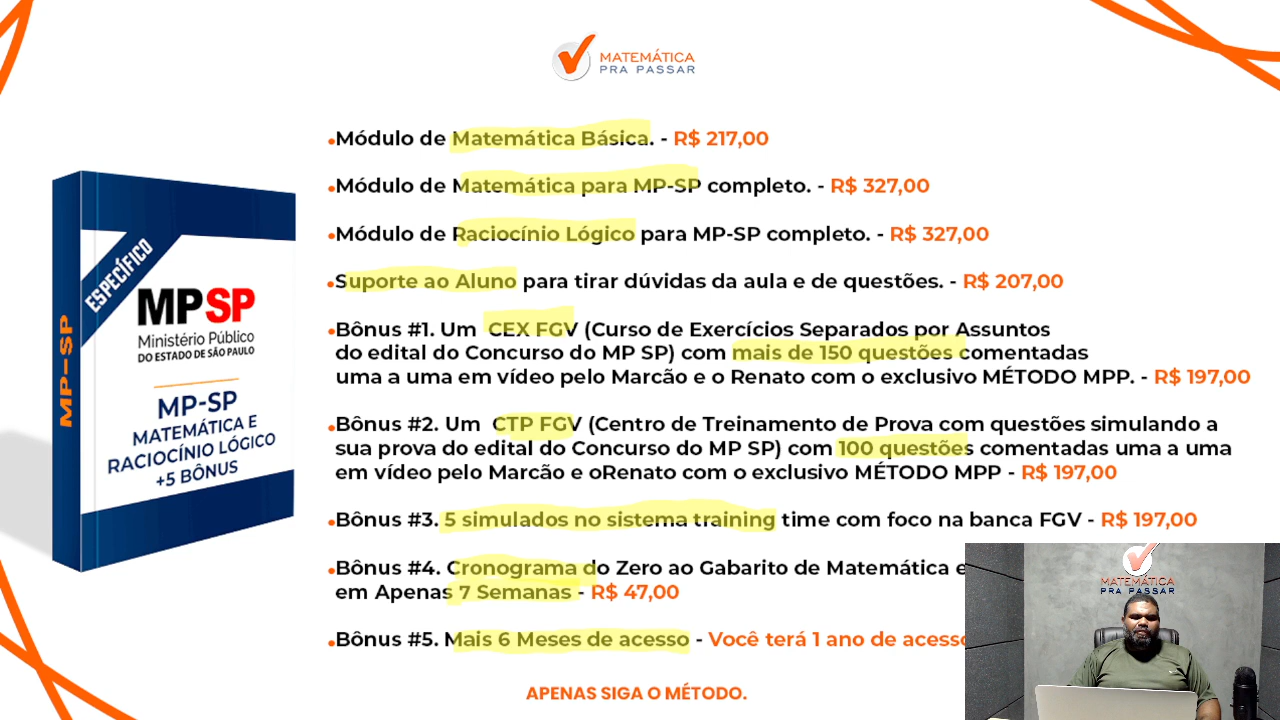 MATEMÁTICA
PRA PASSAR
•Módulo de Matemática Básica. - R$ 217,00
•Módulo de Matemática para MP-SP completo. - R$ 327,00
•Módulo de Raciocínio Lógico para MP-SP completo. - R$ 327,00
•Suporte ao Aluno para tirar dúvidas da aula e de questões. - R$ 207,00
•Bônus #1. Um CEX FGV (Curso de Exercícios Separados por Assuntos
do edital do Concurso do MP SP) com mais de 150 questões comentadas
uma a uma em vídeo pelo Marcão e o Renato com o exclusivo MÉTODO MPP. - R$ 197,00
•Bônus #2. Um CTP FGV (Centro de Treinamento de Prova com questões simulando a
sua prova do edital do Concurso do MP SP) com 100 questões comentadas uma a uma
em vídeo pelo Marcão e oRenato com o exclusivo MÉTODO MPP - R$ 197,00
•Bônus #3. 5 simulados no sistema training time com foco na banca FGV - R$ 197,00
•Bônus #4. Cronograma do Zero ao Gabarito de Matemática e
em Apenas 7 Semanas - R$ 47,00
•Bônus #5. Mais 6 Meses de acesso - Você terá 1 ano de acesso
APENAS SIGA O MÉTODO.
MP-SP
ESPECÍFICO
MPSP
Ministério Público
DO ESTADO DE SÃO PAULO
MP-SP
MATEMÁTICA E
RACIOCÍNIO LÓGICO
+5 BÔNUS
MATEMÁTICA
PRA PASSAR